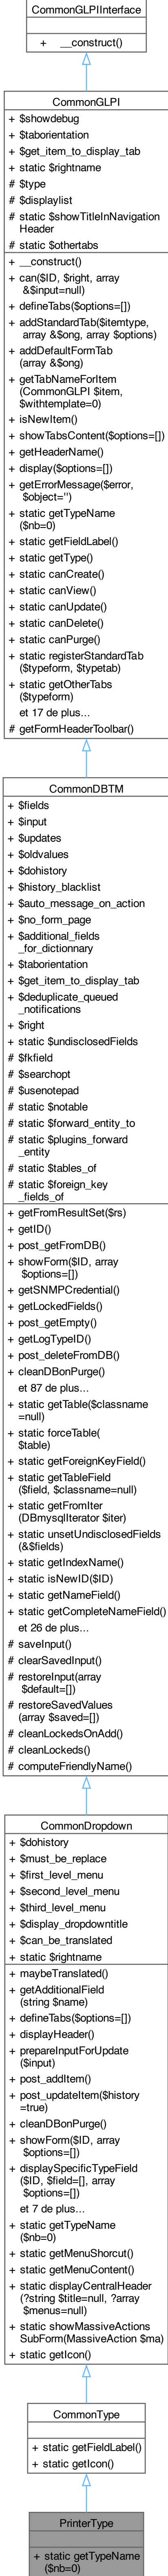 CommonGLPIInterface
+ __construct()
CommonGLPI
+ $showdebug
+ $taborientation
+ $get_item_to_display_tab
+ static $rightname
# $type
# $displaylist
# static $showTitleInNavigation
Header
# static $othertabs
+ __construct()
+ can($ID, $right, array
&$input=null)
+ defineTabs($options=[])
+ addStandardTab($itemtype,
array &$ong, array $options)
+ addDefaultFormTab
(array &$ong)
+ getTabNameForItem
(CommonGLPI $item,
$withtemplate=0)
+ isNewItem()
+ showTabsContent($options=[])
+ getHeaderName()
+ display($options=[])
+ getErrorMessage($error,
$object='')
+ static getTypeName
($nb=0)
+ static getFieldLabel()
+ static getType()
+ static canCreate()
+ static canView()
+ static canUpdate()
+ static canDelete()
+ static canPurge()
+ static registerStandardTab
($typeform, $typetab)
+ static getOtherTabs
($typeform)
et 17 de plus...
# getFormHeaderToolbar()
CommonDBTM
+ $fields
+ $input
+ $updates
+ $oldvalues
+ $dohistory
+ $history_blacklist
+ $auto_message_on_action
+ $no_form_page
+ $additional_fields
_for_dictionnary
+ $taborientation
+ $get_item_to_display_tab
+ $deduplicate_queued
_notifications
+ $right
+ static $undisclosedFields
# $fkfield
# $searchopt
# $usenotepad
# static $notable
# static $forward_entity_to
# static $plugins_forward
_entity
# static $tables_of
# static $foreign_key
_fields_of
+ getFromResultSet($rs)
+ getID()
+ post_getFromDB()
+ showForm($ID, array
$options=[])
+ getSNMPCredential()
+ getLockedFields()
+ post_getEmpty()
+ getLogTypeID()
+ post_deleteFromDB()
+ cleanDBonPurge()
et 87 de plus...
+ static getTable($classname
=null)
+ static forceTable(
$table)
+ static getForeignKeyField()
+ static getTableField
($field, $classname=null)
+ static getFromIter
(DBmysqlIterator $iter)
+ static unsetUndisclosedFields
(&$fields)
+ static getIndexName()
+ static isNewID($ID)
+ static getNameField()
+ static getCompleteNameField()
et 26 de plus...
# saveInput()
# clearSavedInput()
# restoreInput(array
$default=[])
# restoreSavedValues
(array $saved=[])
# cleanLockedsOnAdd()
# cleanLockeds()
# computeFriendlyName()
CommonDropdown
+ $dohistory
+ $must_be_replace
+ $first_level_menu
+ $second_level_menu
+ $third_level_menu
+ $display_dropdowntitle
+ $can_be_translated
+ static $rightname
+ maybeTranslated()
+ getAdditionalField
(string $name)
+ defineTabs($options=[])
+ displayHeader()
+ prepareInputForUpdate
($input)
+ post_addItem()
+ post_updateItem($history
=true)
+ cleanDBonPurge()
+ showForm($ID, array
$options=[])
+ displaySpecificTypeField
($ID, $field=[], array
$options=[])
et 7 de plus...
+ static getTypeName
($nb=0)
+ static getMenuShorcut()
+ static getMenuContent()
+ static displayCentralHeader
(?string $title=null, ?array
$menus=null)
+ static showMassiveActions
SubForm(MassiveAction $ma)
+ static getIcon()
CommonType
+ static getFieldLabel()
+ static getIcon()
PrinterType
+ static getTypeName
($nb=0)